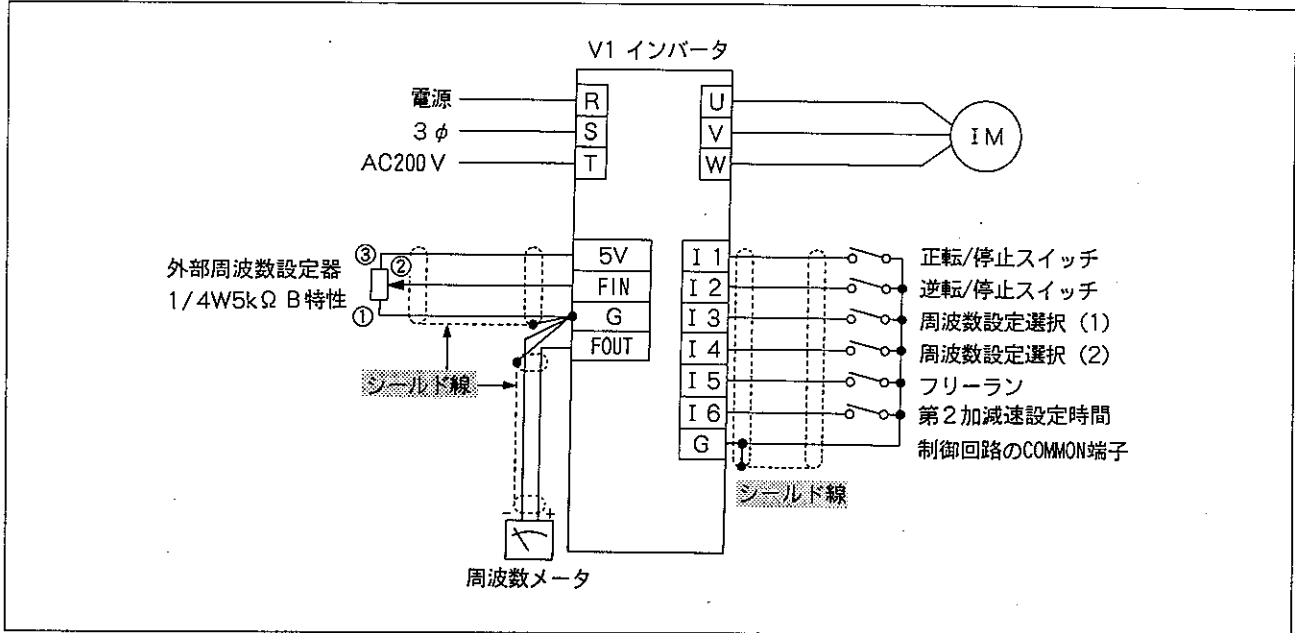 V1 インバータ
電源
3φ
AC200V
R
S
T
U
V
W
IM
外部周波数設定器
1/4W5kΩ B特性
③
②
①
5V
FIN
G
FOUT
シールド線
- +
周波数メータ
I1
I2
I3
I4
I5
I6
G
正転/停止スイッチ
逆転/停止スイッチ
周波数設定選択(1)
周波数設定選択(2)
フリーラン
第2加減速設定時間
制御回路のCOMMON端子
シールド線